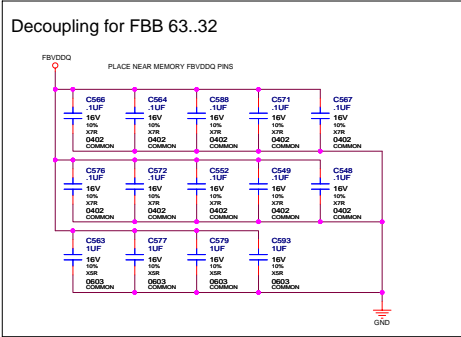 Decoupling for FBB 63..32
FBVDDQ
PLACE NEAR MEMORY FBVDDQ PINS
C566 C564 C588 C571 C567
.1UF .1UF .1UF .1UF .1UF
16V 16V 16V 16V 16V
10% 10% 10% 10% 10%
X7R X7R X7R X7R X7R
0402 0402 0402 0402 0402
COMMON COMMON COMMON COMMON COMMON
C576 C572 C552 C549 C548
.1UF .1UF .1UF .1UF .1UF
16V 16V 16V 16V 16V
10% 10% 10% 10% 10%
X7R X7R X7R X7R X7R
0402 0402 0402 0402 0402
COMMON COMMON COMMON COMMON COMMON
C563 C577 C579 C593
1UF 1UF 1UF 1UF
16V 16V 16V 16V
10% 10% 10% 10%
X5R X5R X5R X5R
0603 0603 0603 0603
COMMON COMMON COMMON COMMON
GND